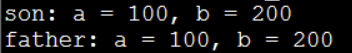 son: a = 100, b = 200
father: a = 100, b = 200